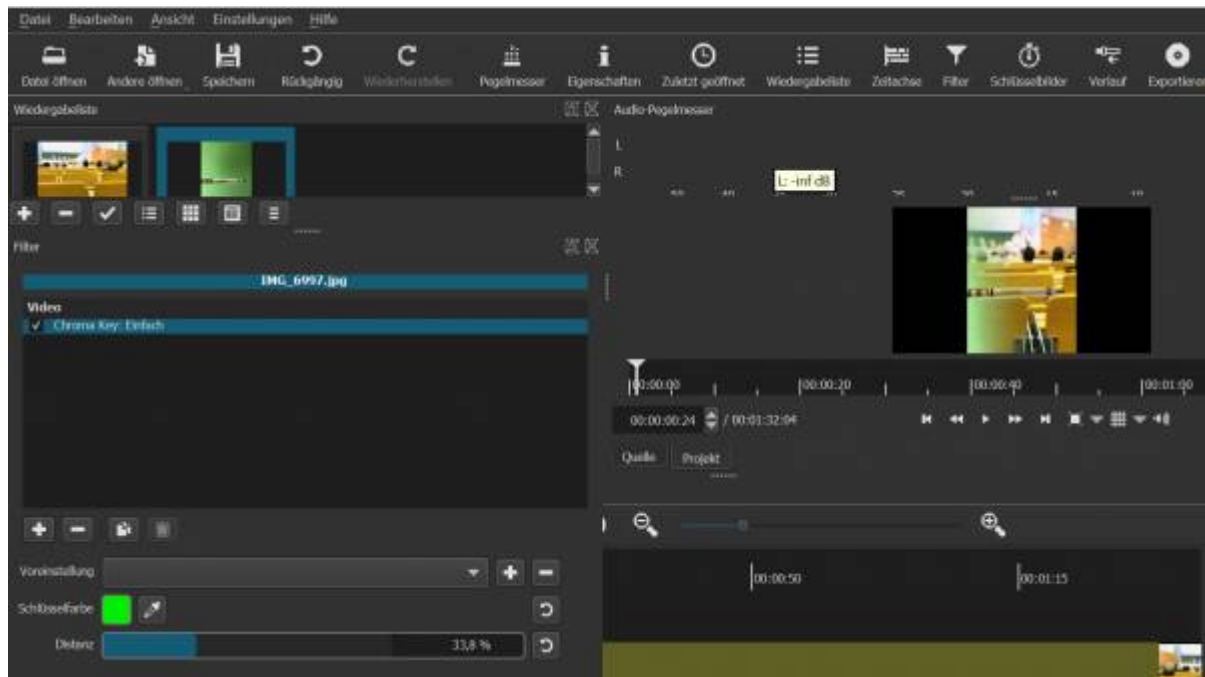 Datei Bearbeiten Ansicht Einstellungen Hilfe
Datei öffnen Andere öffnen Speichern Rückgängig Wiederherstellen Pegelmesser Eigenschaften Zuletzt geöffnet Wiedergabeliste Zeitachse Filter Schlüsselbilder Verlauf Exportieren
Wiedergabeliste
Audio-Pegelmesser
L
R
L: -inf dB
Filter
IMG_6997.jpg
Video
Chroma Key: Einfach
00:00:00 00:00:20 00:00:40 00:01:00
00:00:00:24 / 00:01:32:04
Quelle Projekt
Voreinstellung
00:00:50 00:01:15
Schlüsselfarbe
Distanz 33,8 %